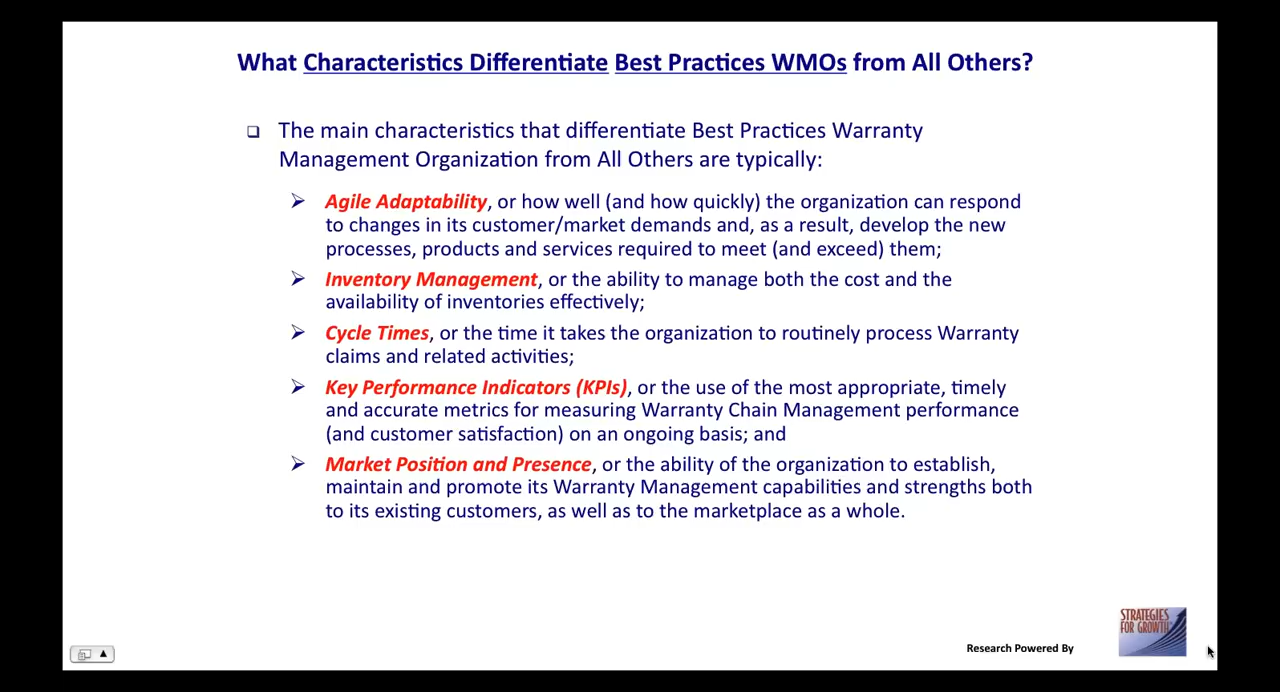 What Characteristics Differentiate Best Practices WMOs from All Others?
The main characteristics that differentiate Best Practices Warranty
Management Organization from All Others are typically:
Agile Adaptability, or how well (and how quickly) the organization can respond
to changes in its customer/market demands and, as a result, develop the new
processes, products and services required to meet (and exceed) them;
Inventory Management, or the ability to manage both the cost and the
availability of inventories effectively;
Cycle Times, or the time it takes the organization to routinely process Warranty
claims and related activities;
Key Performance Indicators (KPIs), or the use of the most appropriate, timely
and accurate metrics for measuring Warranty Chain Management performance
(and customer satisfaction) on an ongoing basis; and
Market Position and Presence, or the ability of the organization to establish,
maintain and promote its Warranty Management capabilities and strengths both
to its existing customers, as well as to the marketplace as a whole.
Research Powered By
STRATEGIES
FOR GROWTH